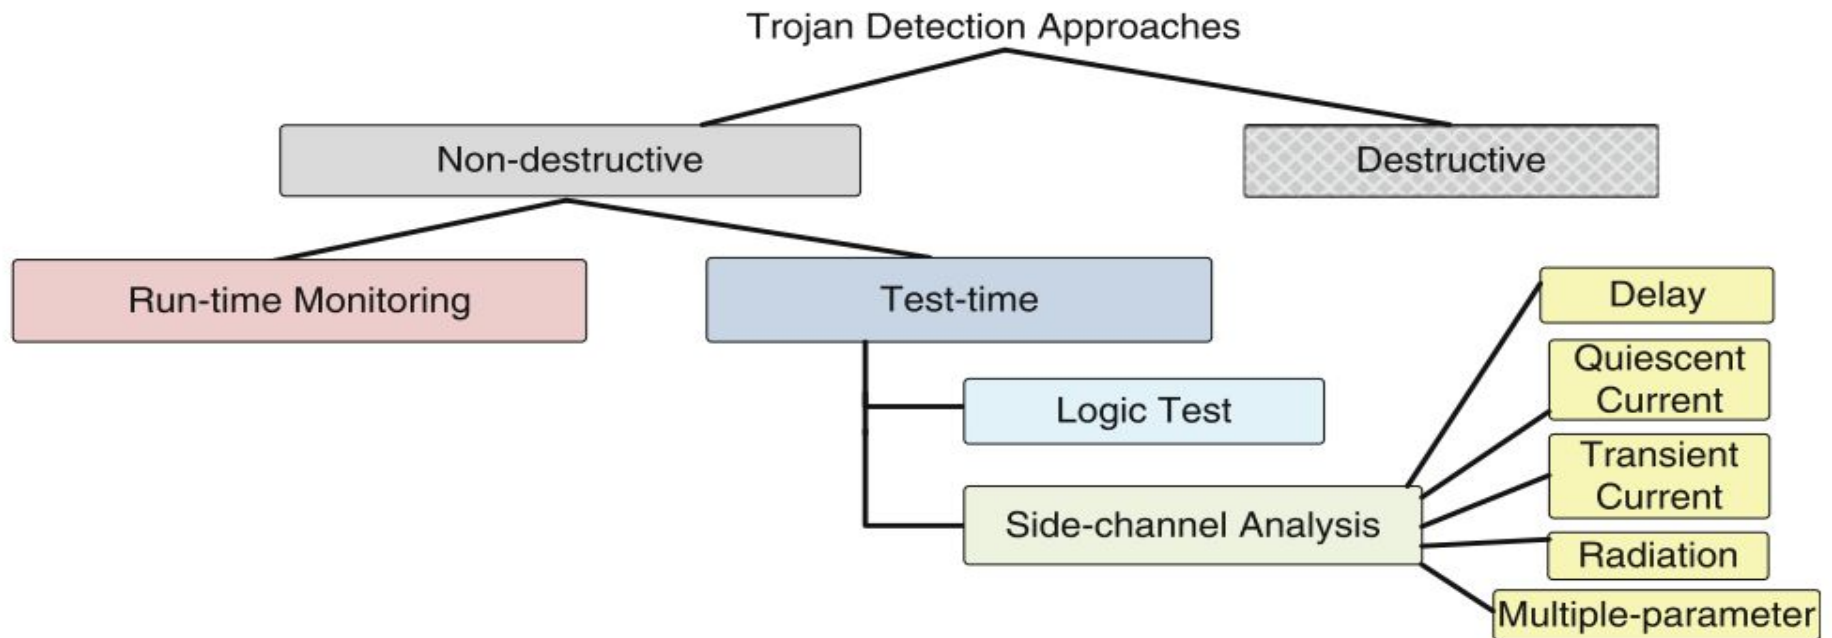 Trojan Detection Approaches
Non-destructive
Destructive
Run-time Monitoring
Test-time
Delay
Quiescent
Current
Logic Test
Transient
Current
Side-channel Analysis
Radiation
Multiple-parameter